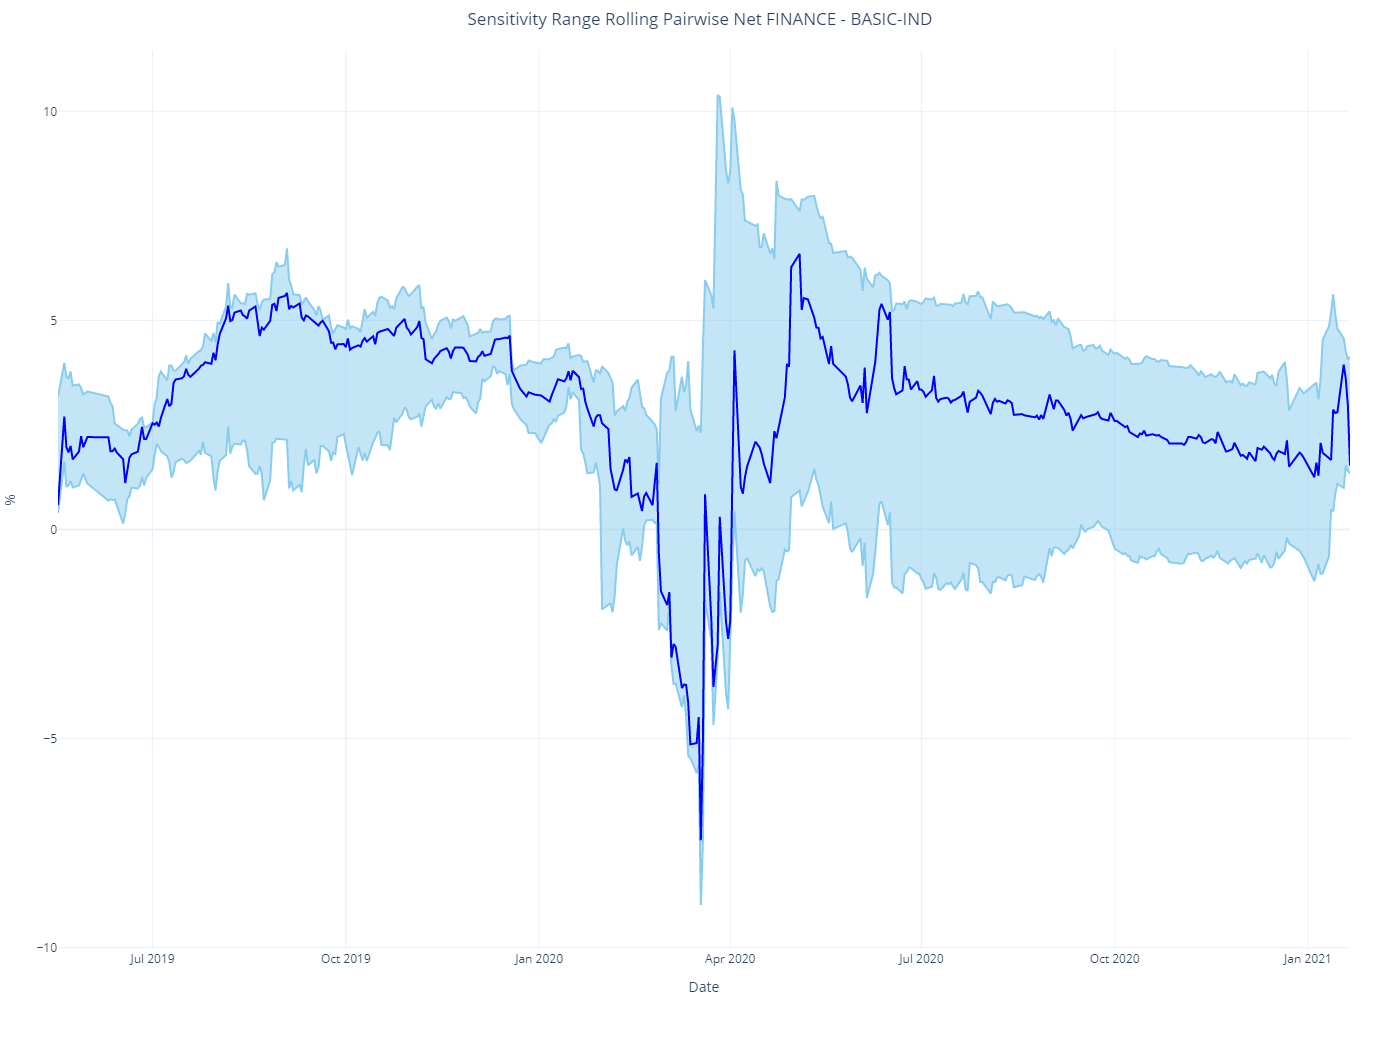 Sensitivity Range Rolling Pairwise Net FINANCE - BASIC-IND
10
5
0
−5
−10
%
Jul 2019
Oct 2019
Jan 2020
Apr 2020
Jul 2020
Oct 2020
Jan 2021
Date